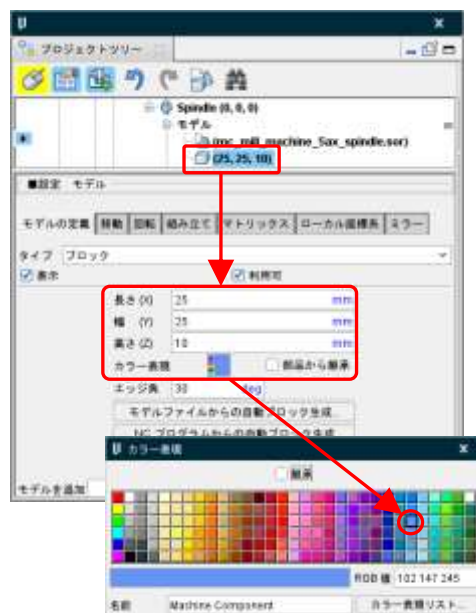 プロジェクトツリー
Spindle (0, 0, 0)
モデル
(mc_mill_machine_5ax_spindle.sor)
(25, 25, 10)
■設定 モデル
モデルの定義 移動 回転 組み立て マトリックス ローカル座標系 ミラー
タイプ ブロック
表示 利用可
長さ (X) 25 mm
幅 (Y) 25 mm
高さ (Z) 10 mm
カラー表現 部品から継承
エッジ角 30 deg
モデルファイルからの自動ブロック生成...
NC プログラムからの自動ブロック生成
モデルを追加
カラー表現
継承
RGB 値 102 147 245
名前 Machine Component カラー表現リスト